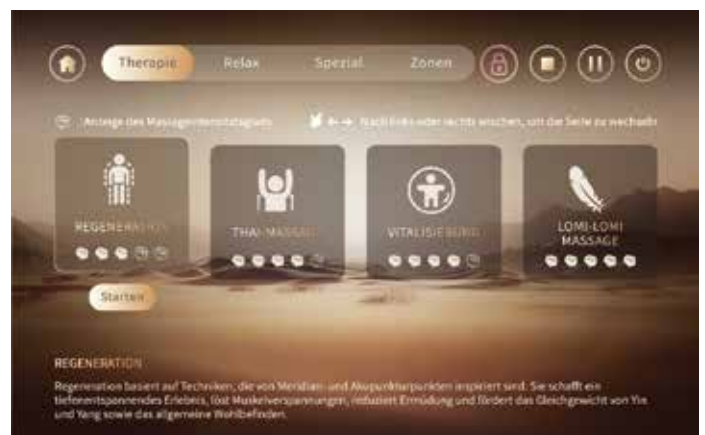 Therapie Relax Spezial Zonen
Anzeige des Massageintensitätsgrads Nach links oder rechts wischen, um die Seite zu wechseln
REGENERATION THAI-MASSAGE VITALISIERUNG LOMI-LOMI
MASSAGE
Starten
REGENERATION
Regeneration basiert auf Techniken, die von Meridian- und Akupunkturpunkten inspiriert sind. Sie schafft ein
tiefenentspannendes Erlebnis, löst Muskelverspannungen, reduziert Ermüdung und fördert das Gleichgewicht von Yin
und Yang sowie das allgemeine Wohlbefinden.